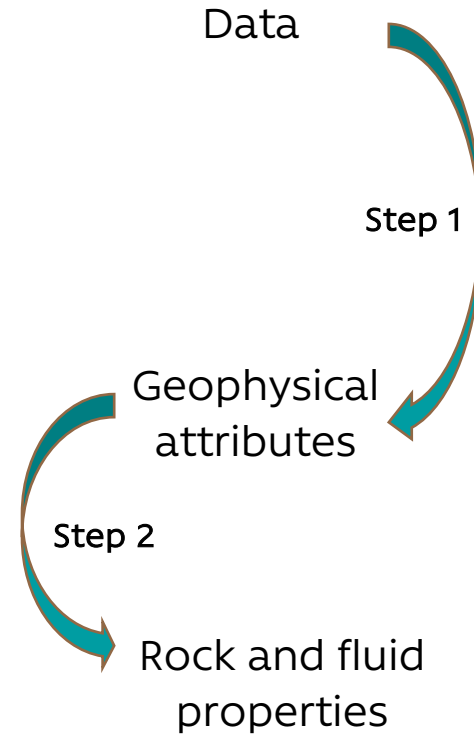 Data
Step 1
Geophysical
attributes
Step 2
Rock and fluid
properties